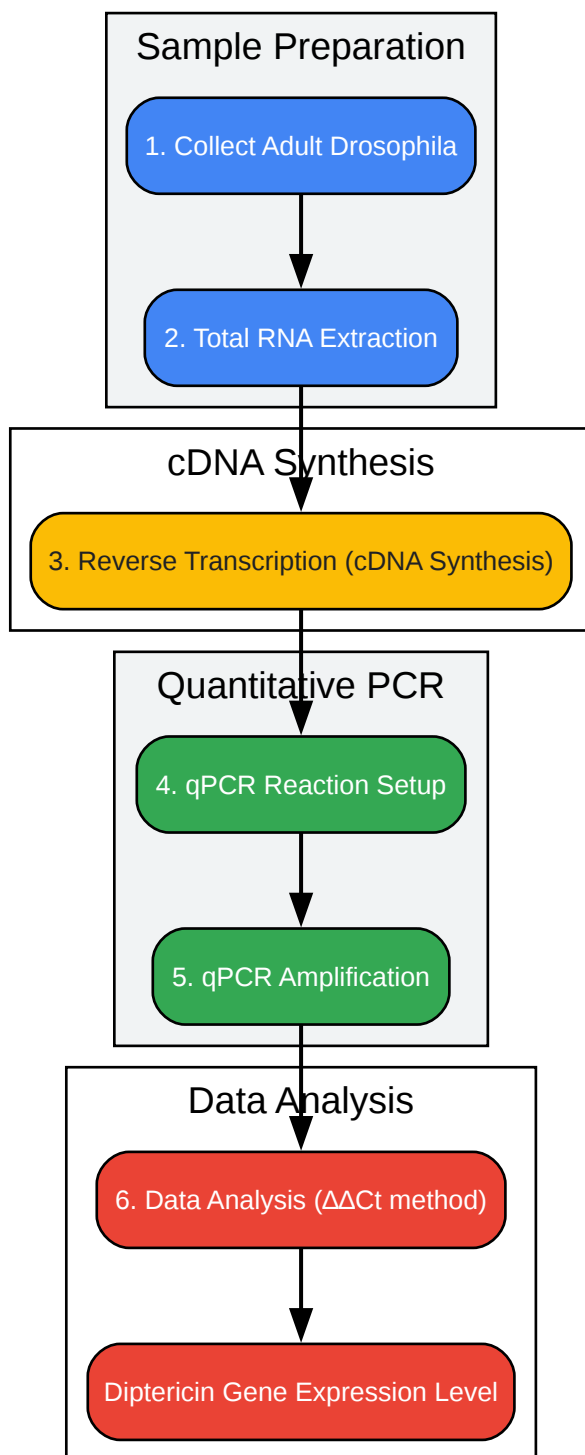 Sample Preparation
1. Collect Adult Drosophila
2. Total RNA Extraction
cDNA Synthesis
3. Reverse Transcription (cDNA Synthesis)
Quantitative PCR
4. qPCR Reaction Setup
5. qPCR Amplification
Data Analysis
6. Data Analysis (ΔΔCt method)
Diptericin Gene Expression Level